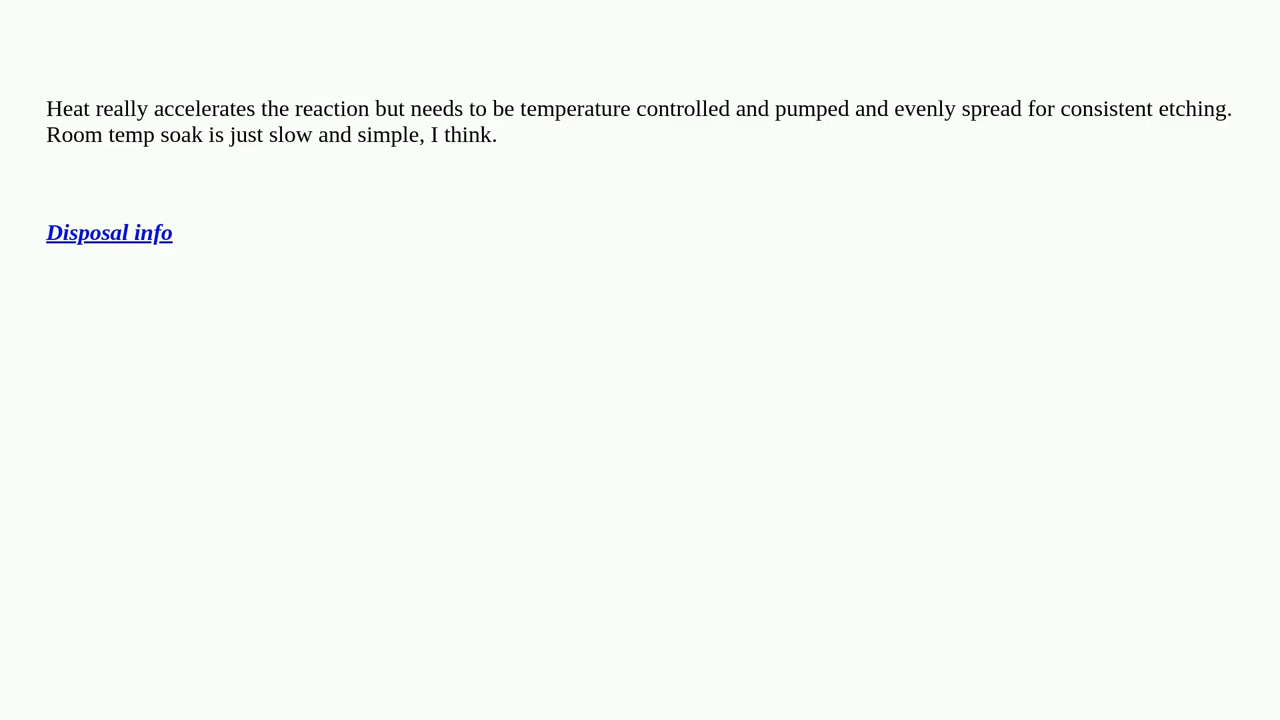 Heat really accelerates the reaction but needs to be temperature controlled and pumped and evenly spread for consistent etching.
Room temp soak is just slow and simple, I think.
Disposal info